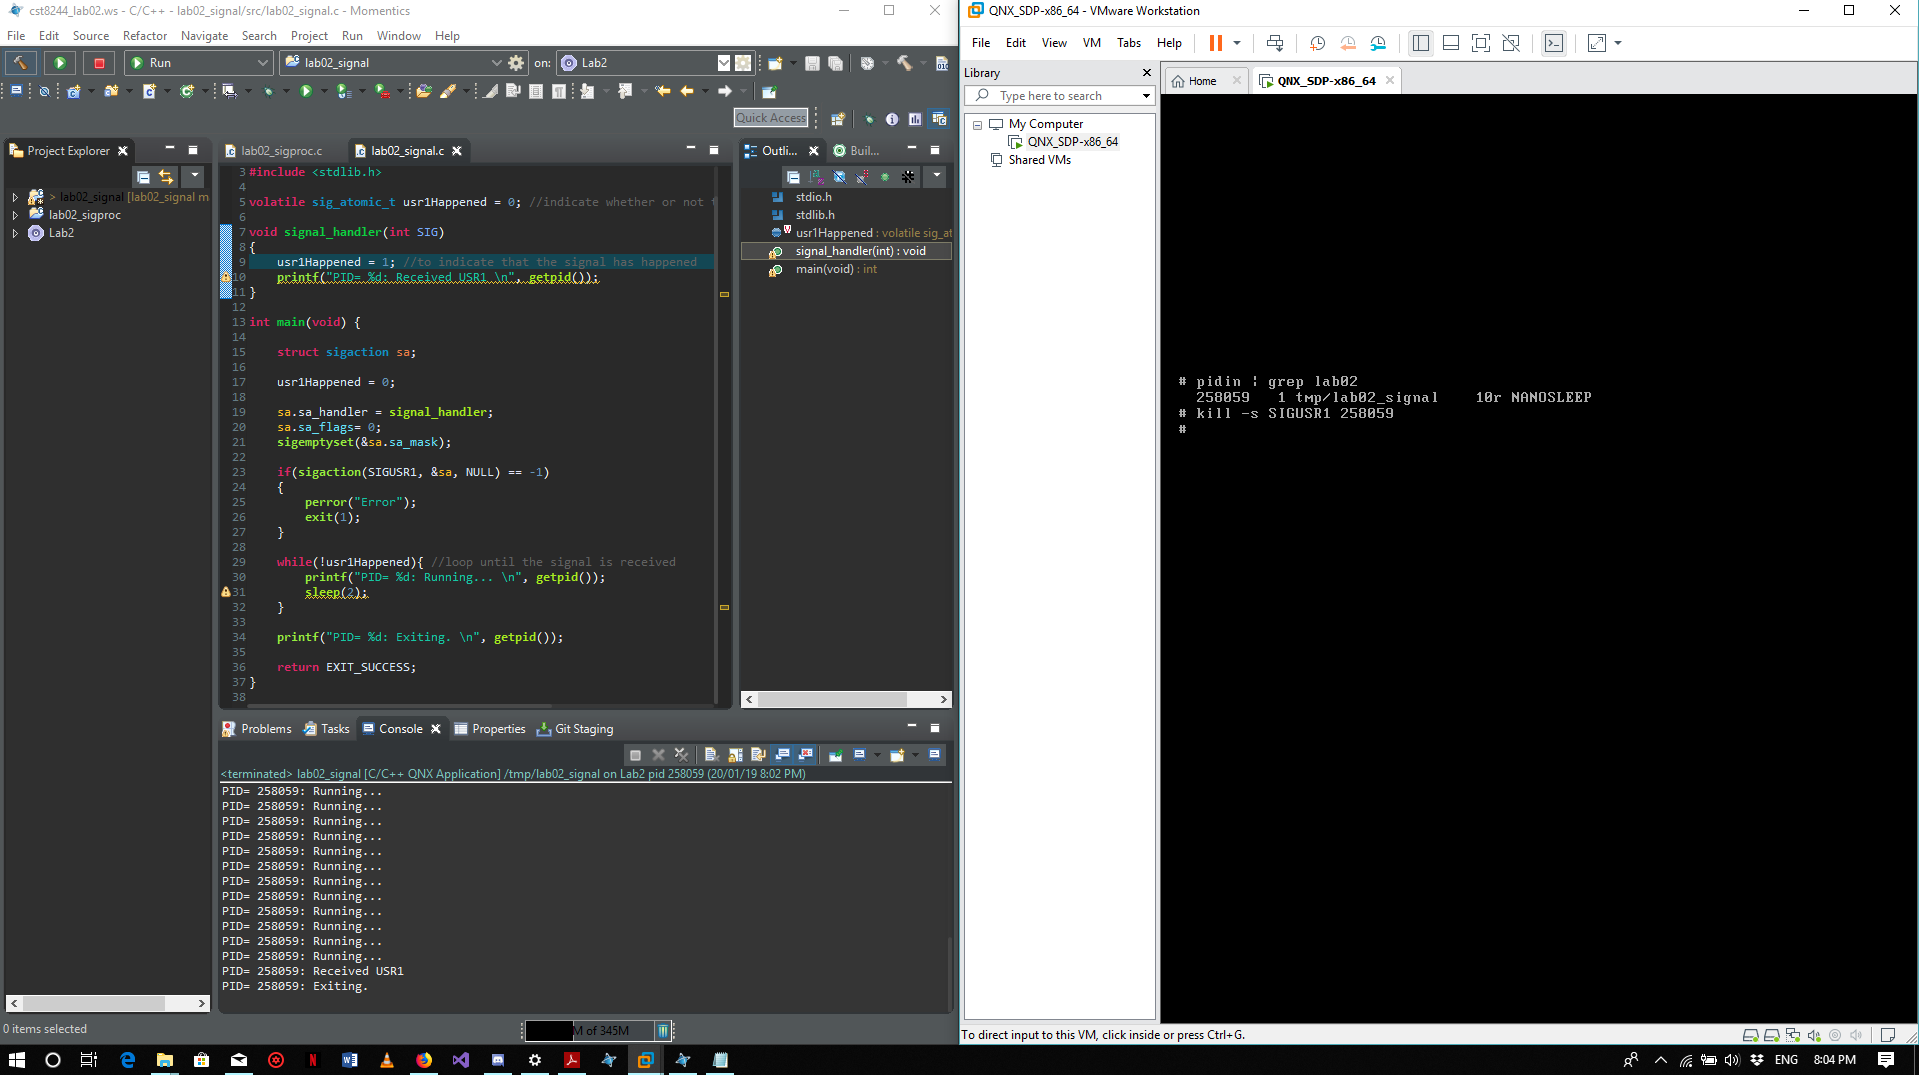 cst8244_lab02.ws - C/C++ - lab02_signal/src/lab02_signal.c - Momentics
File Edit Source Refactor Navigate Search Project Run Window Help
Run
lab02_signal
on:
Lab2
Quick Access
Project Explorer
> lab02_signal [lab02_signal m
lab02_sigproc
Lab2
lab02_sigproc.c
lab02_signal.c
3 #include <stdlib.h>
4
5 volatile sig_atomic_t usr1Happened = 0; //indicate whether or not
6
7 void signal_handler(int SIG)
8 {
9 usr1Happened = 1; //to indicate that the signal has happened
10 printf("PID= %d: Received USR1 \n", getpid());
11 }
12
13 int main(void) {
14
15 struct sigaction sa;
16
17 usr1Happened = 0;
18
19 sa.sa_handler = signal_handler;
20 sa.sa_flags= 0;
21 sigemptyset(&sa.sa_mask);
22
23 if(sigaction(SIGUSR1, &sa, NULL) == -1)
24 {
25 perror("Error");
26 exit(1);
27 }
28
29 while(!usr1Happened){ //loop until the signal is received
30 printf("PID= %d: Running... \n", getpid());
31 sleep(2);
32 }
33
34 printf("PID= %d: Exiting. \n", getpid());
35
36 return EXIT_SUCCESS;
37 }
38
Outli...
Buil...
stdio.h
stdlib.h
usr1Happened : volatile sig_at
signal_handler(int) : void
main(void) : int
Problems Tasks Console Properties Git Staging
<terminated> lab02_signal [C/C++ QNX Application] /tmp/lab02_signal on Lab2 pid 258059 (20/01/19 8:02 PM)
PID= 258059: Running...
PID= 258059: Running...
PID= 258059: Running...
PID= 258059: Running...
PID= 258059: Running...
PID= 258059: Running...
PID= 258059: Running...
PID= 258059: Running...
PID= 258059: Running...
PID= 258059: Running...
PID= 258059: Running...
PID= 258059: Running...
PID= 258059: Received USR1
PID= 258059: Exiting.
0 items selected
M of 345M
QNX_SDP-x86_64 - VMware Workstation
File Edit View VM Tabs Help
Library
Type here to search
My Computer
QNX_SDP-x86_64
Shared VMs
Home
QNX_SDP-x86_64
# pidin | grep lab02
258059 1 tmp/lab02_signal 10r NANOSLEEP
# kill -s SIGUSR1 258059
#
To direct input to this VM, click inside or press Ctrl+G.
ENG
8:04 PM